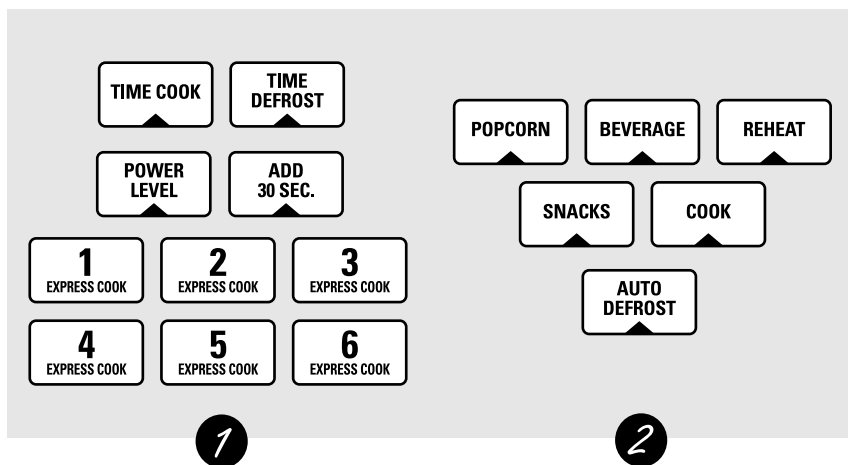 TIME COOK
TIME
DEFROST
POWER
LEVEL
ADD
30 SEC.
1
EXPRESS COOK
2
EXPRESS COOK
3
EXPRESS COOK
4
EXPRESS COOK
5
EXPRESS COOK
6
EXPRESS COOK
1
POPCORN
BEVERAGE
REHEAT
SNACKS
COOK
AUTO
DEFROST
2